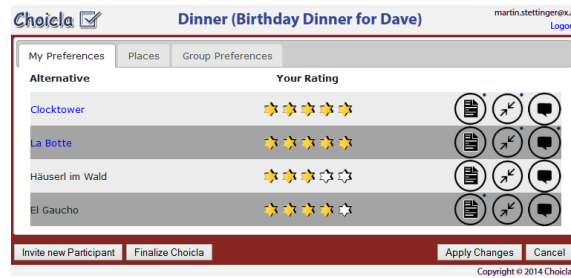 Choicla
Dinner (Birthday Dinner for Dave)
martin.stettinger@x.
Logou
My Preferences Places Group Preferences
Alternative Your Rating
Clocktower
La Botte
Häuserl im Wald
El Gaucho
Invite new Participant Finalize Choicla Apply Changes Cancel
Copyright © 2014 Choicla